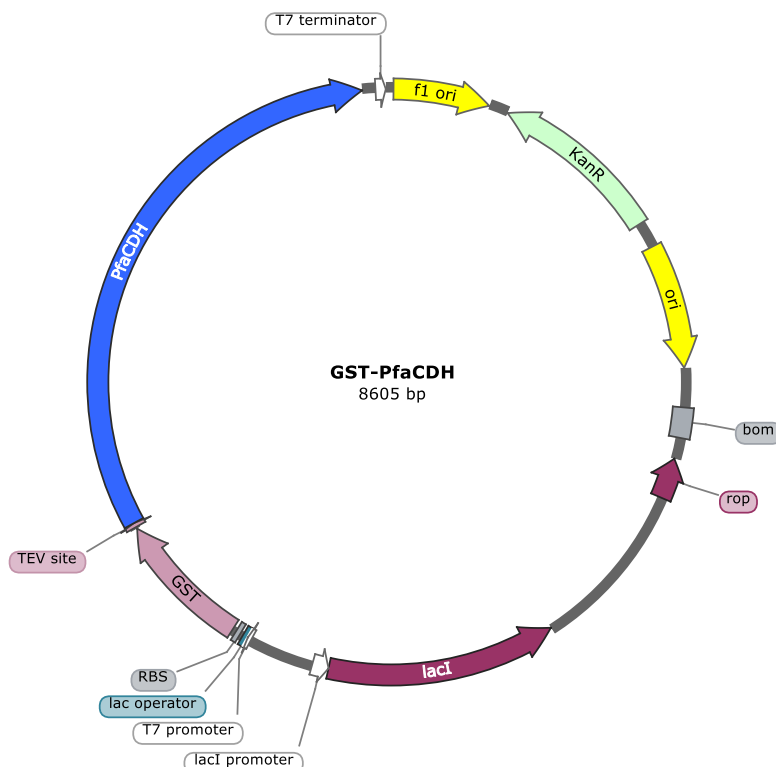 T7 terminator
f1 ori
KanR
PfaCDH
ori
GST-PfaCDH
8605 bp
bom
rop
TEV site
GST
RBS
lacI
lac operator
T7 promoter
lacI promoter